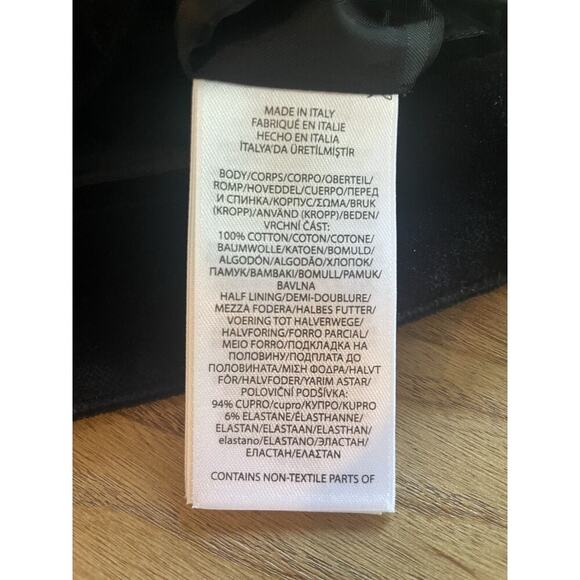 MADE IN ITALY
FABRIQUÉ EN ITALIE
HECHO EN ITALIA
İTALYA'DA ÜRETİLMİŞTİR
BODY/CORPS/CORPO/OBERTEIL/
ROMP/HOVEDDEL/CUERPO/ПЕРЕД
И СПИНКА/КОРПУС/ΣΩΜΑ/BRUK
(KROPP)/ANVÄND (KROPP)/BEDEN/
VRCHNÍ ČÁST:
100% COTTON/COTON/COTONE/
BAUMWOLLE/KATOEN/BOMULD/
ALGODÓN/ALGODÃO/ХЛОПОК/
ПАМУК/ΒΑΜΒΑΚΙ/BOMULL/PAMUK/
BAVLNA
HALF LINING/DEMI-DOUBLURE/
MEZZA FODERA/HALBES FUTTER/
VOERING TOT HALVERWEGE/
HALVFORING/FORRO PARCIAL/
MEIO FORRO/ПОДКЛАДКА НА
ПОЛОВИНУ/ПОДПЛАТА ДО
ПОЛОВИНАТА/ΜΙΣΗ ΦΟΔΡΑ/HALVT
FÔR/HALVFODER/YARIM ASTAR/
POLOVIČNÍ PODŠÍVKA:
94% CUPRO/cupro/КУПРО/KUPRO
6% ELASTANE/ÉLASTHANNE/
ELASTAN/ELASTAAN/ELASTHAN/
elastano/ELASTANO/ЭЛАСТАН/
ЕЛАСТАН/ΕΛΑΣΤΑΝ
CONTAINS NON-TEXTILE PARTS OF